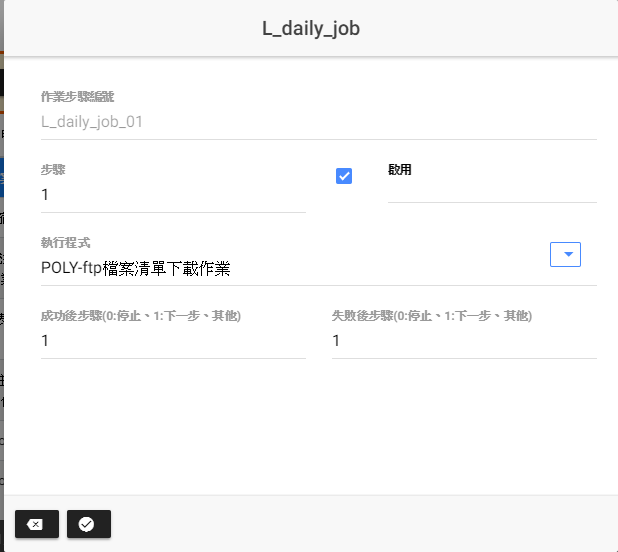 L_daily_job
作業步驟編號
L_daily_job_01
步驟
1
啟用
執行程式
POLY-ftp檔案清單下載作業
成功後步驟(0:停止、1:下一步、其他)
1
失敗後步驟(0:停止、1:下一步、其他)
1